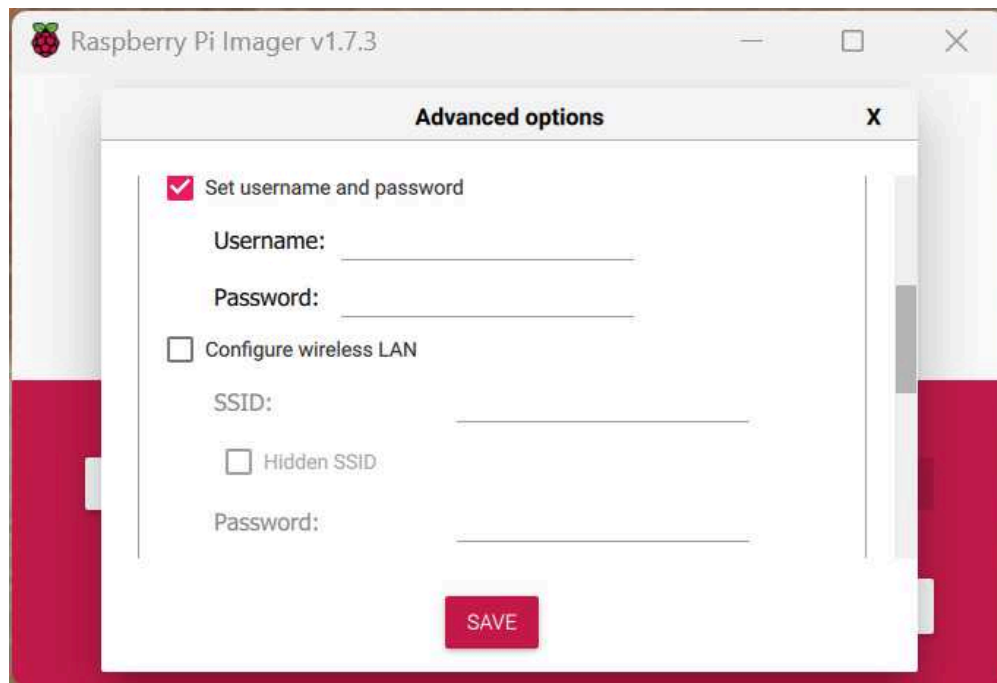 Raspberry Pi Imager v1.7.3
Advanced options X
Set username and password
Username:
Password:
Configure wireless LAN
SSID:
Hidden SSID
Password:
SAVE